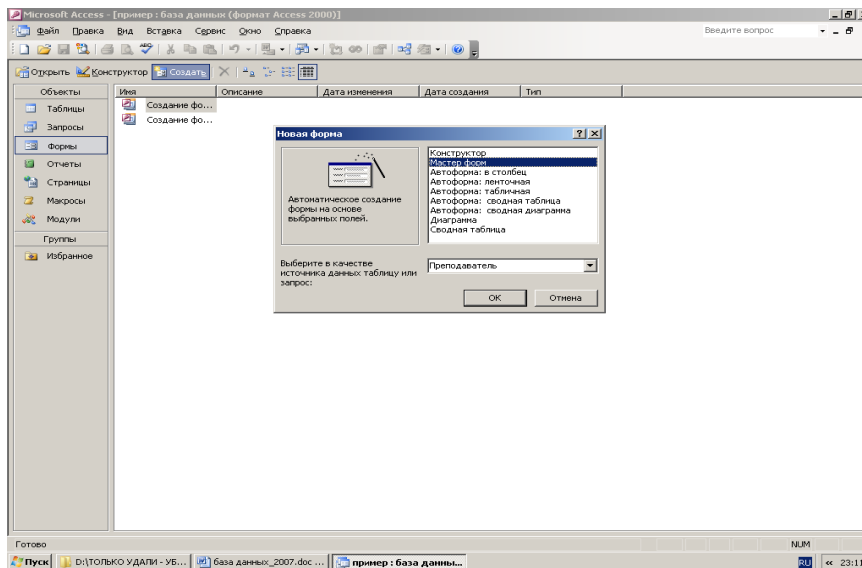 Microsoft Access - [пример : база данных (формат Access 2000)]
Файл Правка Вид Вставка Сервис Окно Справка Введите вопрос
Открыть Конструктор Создать
Объекты Имя Описание Дата изменения Дата создания Тип
Таблицы Создание фо...
Запросы Создание фо...
Формы
Отчеты
Страницы
Макросы
Модули
Группы
Избранное
Новая форма
Автоматическое создание
формы на основе
выбранных полей.
Конструктор
Мастер форм
Автоформа: в столбец
Автоформа: ленточная
Автоформа: табличная
Автоформа: сводная таблица
Автоформа: сводная диаграмма
Диаграмма
Сводная таблица
Выберите в качестве
источника данных таблицу или
запрос:
Преподаватель
ОК Отмена
Готово NUM
Пуск D:\ТОЛЬКО УДАЛИ - УБ... база данных_2007.doc ... пример : база данны... RU « 23:11